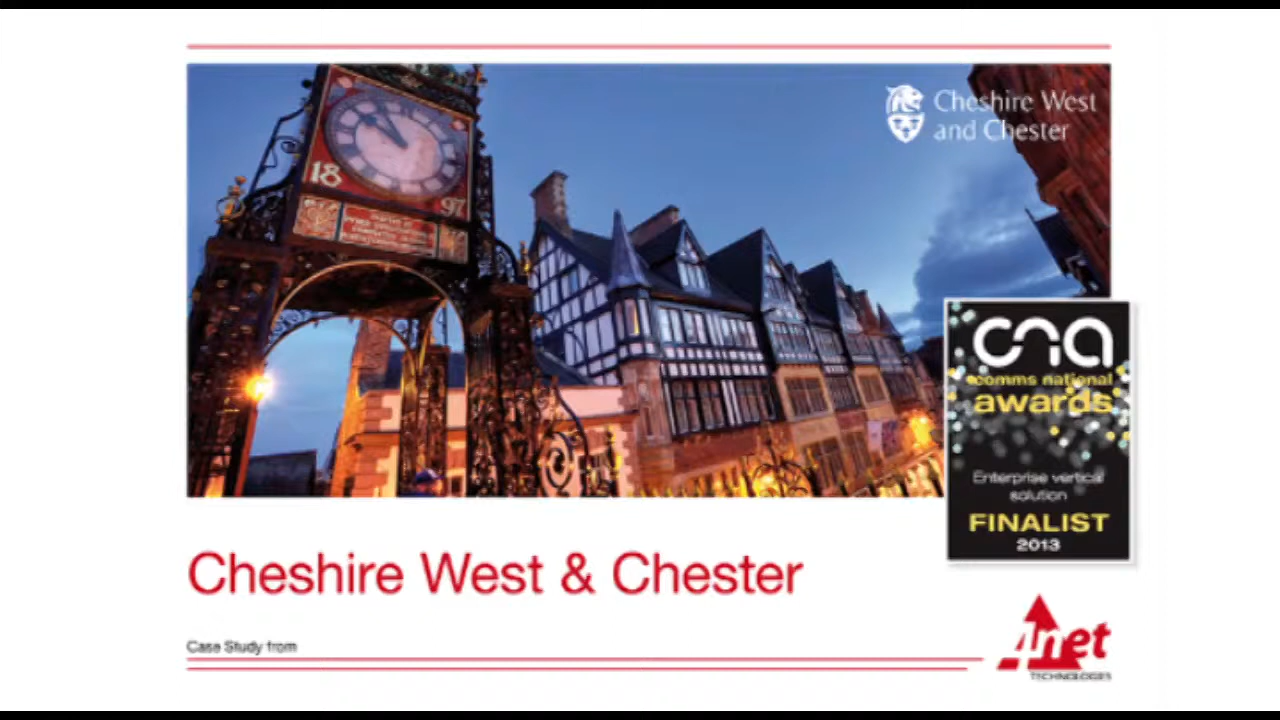 Cheshire West
and Chester
18
97
cna
comms national
awards
Enterprise vertical
solution
FINALIST
2013
Cheshire West & Chester
Case Study from
4net
TECHNOLOGIES